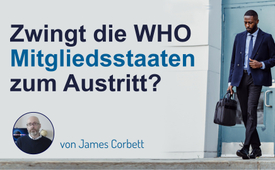 Zwingt die WHO
Mitgliedsstaaten
zum Austritt?
von James Corbett